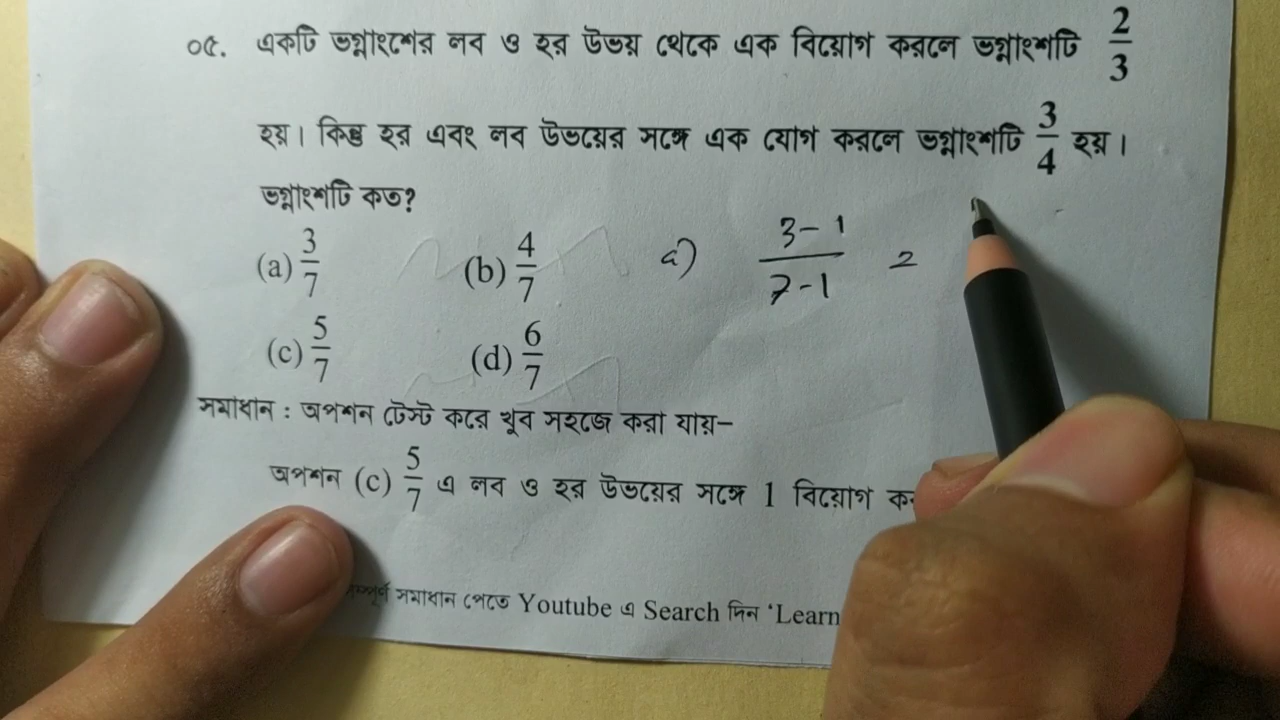 ০৫. একটি ভগ্নাংশের লব ও হর উভয় থেকে এক বিয়োগ করলে ভগ্নাংশটি 2/3
হয়। কিন্তু হর এবং লব উভয়ের সঙ্গে এক যোগ করলে ভগ্নাংশটি 3/4 হয়।
ভগ্নাংশটি কত?
(a) 3/7 (b) 4/7 a) 3-1/7-1 =
(c) 5/7 (d) 6/7
সমাধান : অপশন টেস্ট করে খুব সহজে করা যায়–
অপশন (c) 5/7 এ লব ও হর উভয়ের সঙ্গে 1 বিয়োগ
সম্পূর্ণ সমাধান পেতে Youtube এ Search দিন ‘Learn